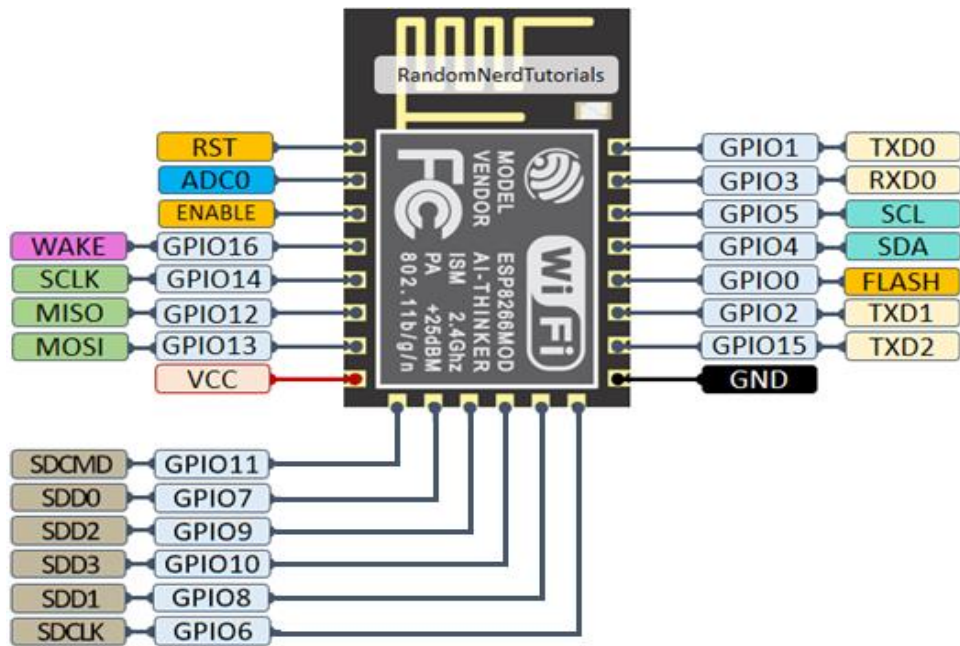 RandomNerdTutorials
RST GPIO1 TXD0
ADC0 GPIO3 RXD0
ENABLE GPIO5 SCL
WAKE GPIO16 GPIO4 SDA
SCLK GPIO14 GPIO0 FLASH
MISO GPIO12 GPIO2 TXD1
MOSI GPIO13 GPIO15 TXD2
VCC GND
FC
MODEL ESP8266MOD
VENDOR AI-THINKER
ISM 2.4Ghz
PA +25dBM
802.11b/g/n
Wi Fi
SDCMD GPIO11
SDD0 GPIO7
SDD2 GPIO9
SDD3 GPIO10
SDD1 GPIO8
SDCLK GPIO6